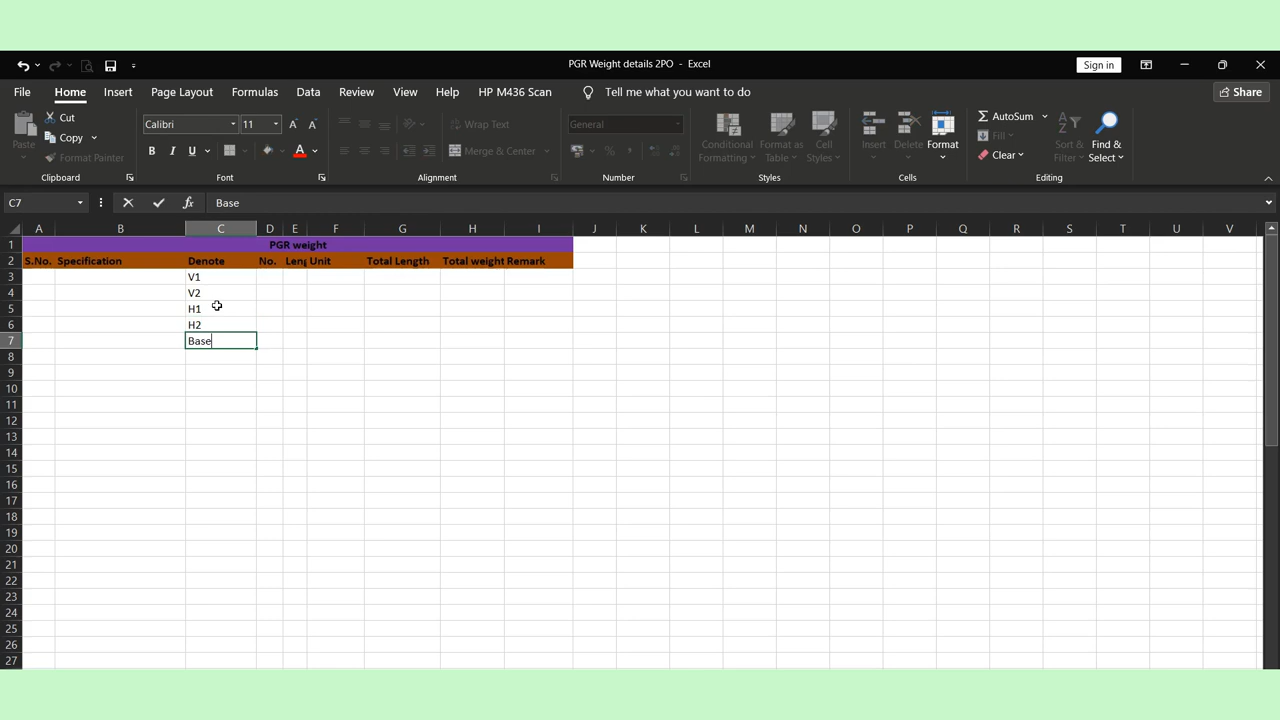 PGR Weight details 2PO - Excel
Sign in
File Home Insert Page Layout Formulas Data Review View Help HP M436 Scan Tell me what you want to do Share
Paste
Cut
Copy
Format Painter
Clipboard
Calibri 11
B I U
Font
Wrap Text
Merge & Center
Alignment
General
Number
Conditional Formatting
Format as Table
Cell Styles
Styles
Insert Delete Format
Cells
AutoSum
Fill
Clear
Sort & Filter
Find & Select
Editing
C7 fx Base
A B C D E F G H I J K L M N O P Q R S T U V
1 PGR weight
2 S.No. Specification Denote No. Leng Unit Total Length Total weight Remark
3 V1
4 V2
5 H1
6 H2
7 Base
8
9
10
11
12
13
14
15
16
17
18
19
20
21
22
23
24
25
26
27